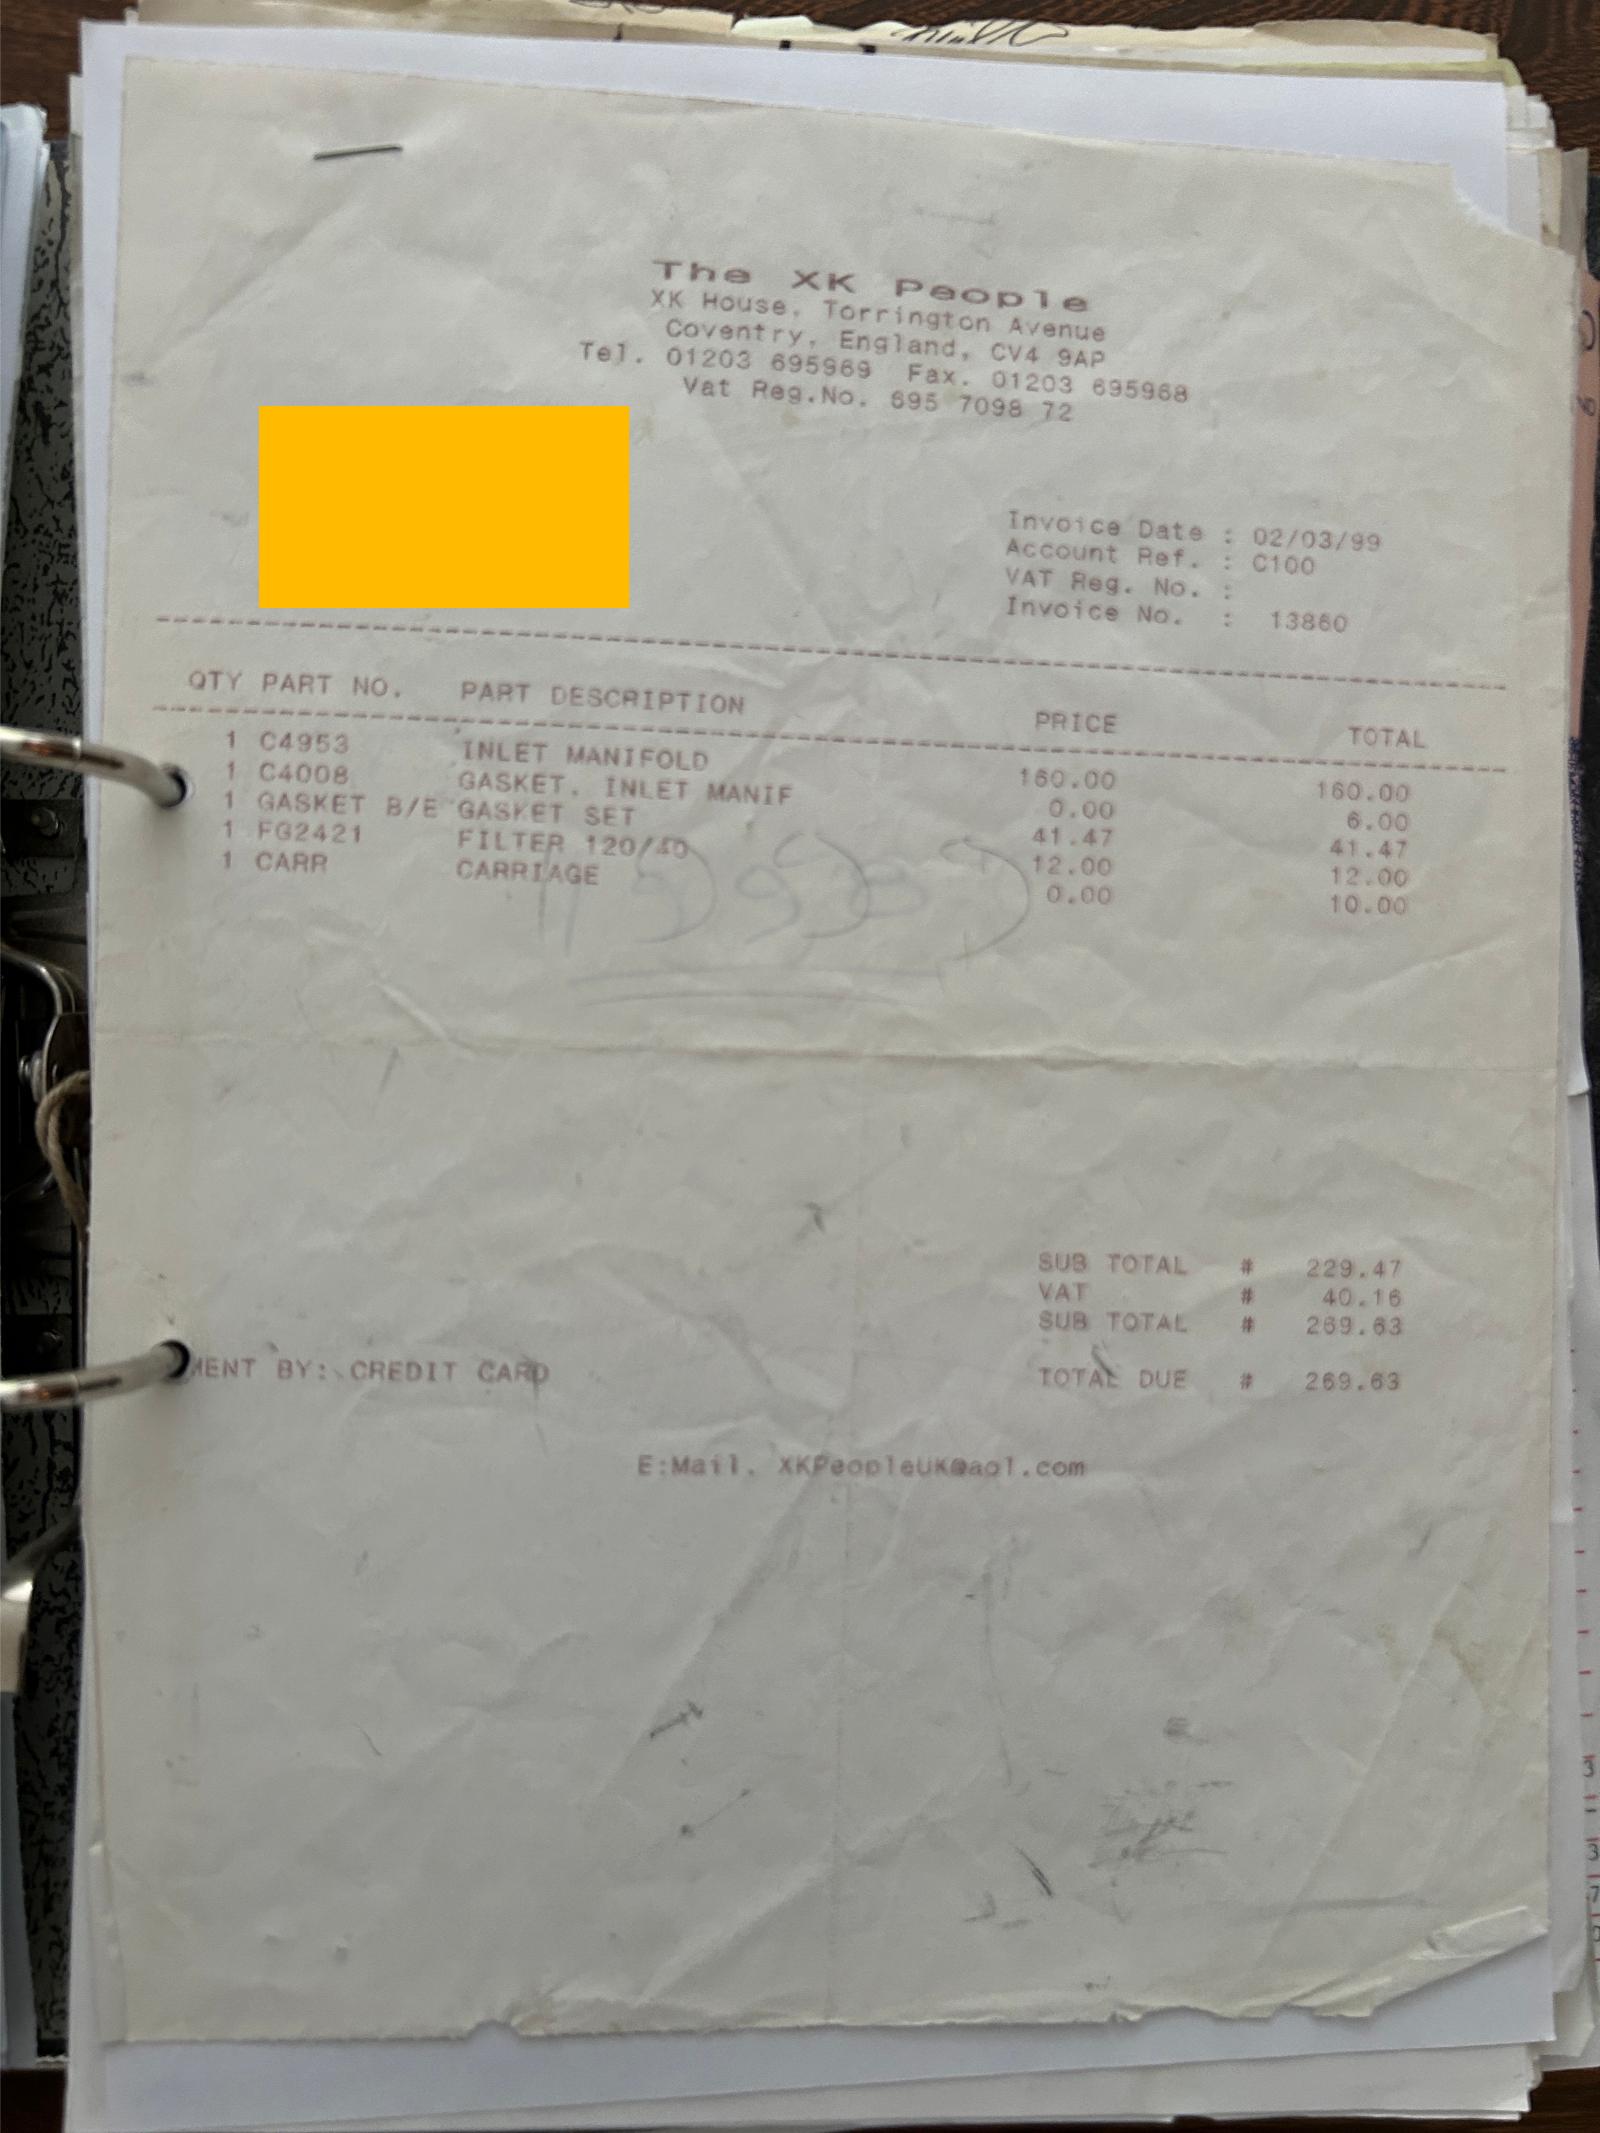 The XK People
XK House, Torrington Avenue
Coventry, England, CV4 9AP
Tel. 01203 695969 Fax. 01203 695968
Vat Reg.No. 695 7098 72
Invoice Date : 02/03/99
Account Ref. : C100
VAT Reg. No. :
Invoice No. : 13860
QTY PART NO. PART DESCRIPTION PRICE TOTAL
1 C4953 INLET MANIFOLD 160.00 160.00
1 C4008 GASKET, INLET MANIF 0.00 6.00
1 GASKET B/E GASKET SET 41.47 41.47
1 FG2421 FILTER 120/40 12.00 12.00
1 CARR CARRIAGE 0.00 10.00
SUB TOTAL # 229.47
VAT # 40.16
SUB TOTAL # 269.63
MENT BY: CREDIT CARD TOTAL DUE # 269.63
E:Mail. XKPeopleUK@aol.com